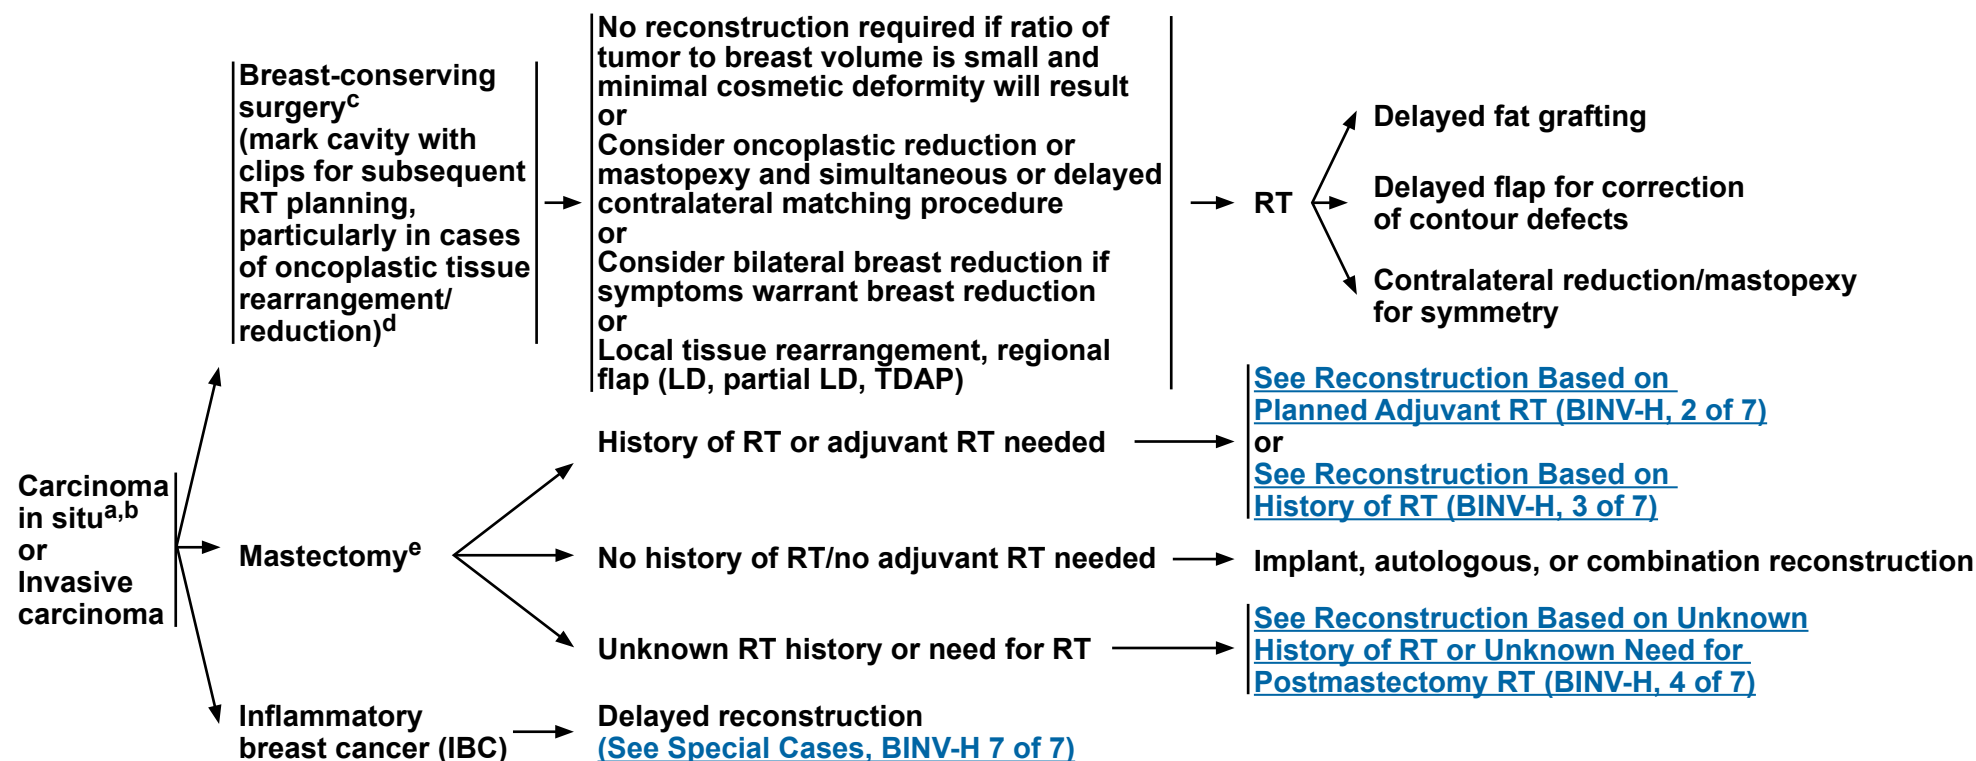 Carcinoma
in situa,b
or
Invasive
carcinoma
Breast-conserving
surgeryc
(mark cavity with
clips for subsequent
RT planning,
particularly in cases
of oncoplastic tissue
rearrangement/
reduction)d
No reconstruction required if ratio of
tumor to breast volume is small and
minimal cosmetic deformity will result
or
Consider oncoplastic reduction or
mastopexy and simultaneous or delayed
contralateral matching procedure
or
Consider bilateral breast reduction if
symptoms warrant breast reduction
or
Local tissue rearrangement, regional
flap (LD, partial LD, TDAP)
RT
Delayed fat grafting
Delayed flap for correction
of contour defects
Contralateral reduction/mastopexy
for symmetry
Mastectomye
History of RT or adjuvant RT needed
See Reconstruction Based on
Planned Adjuvant RT (BINV-H, 2 of 7)
or
See Reconstruction Based on
History of RT (BINV-H, 3 of 7)
No history of RT/no adjuvant RT needed
Implant, autologous, or combination reconstruction
Unknown RT history or need for RT
See Reconstruction Based on Unknown
History of RT or Unknown Need for
Postmastectomy RT (BINV-H, 4 of 7)
Inflammatory
breast cancer (IBC)
Delayed reconstruction
(See Special Cases, BINV-H 7 of 7)